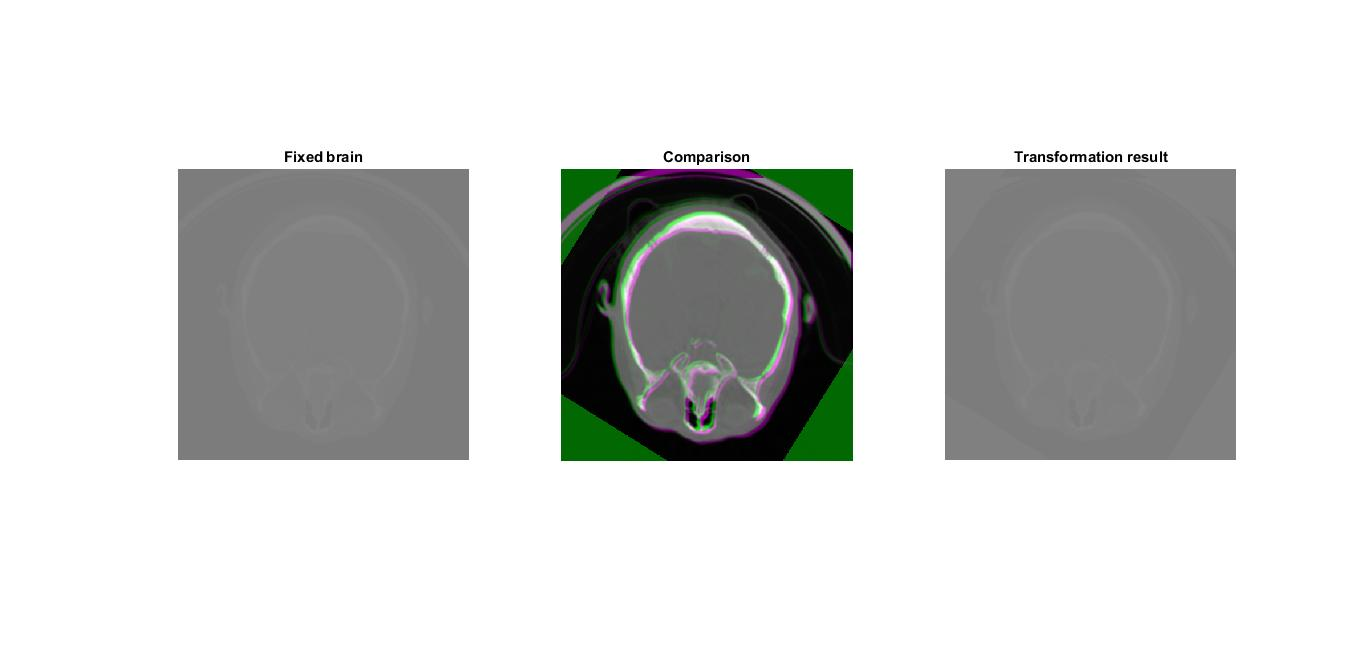 Fixed brain
Comparison
Transformation result